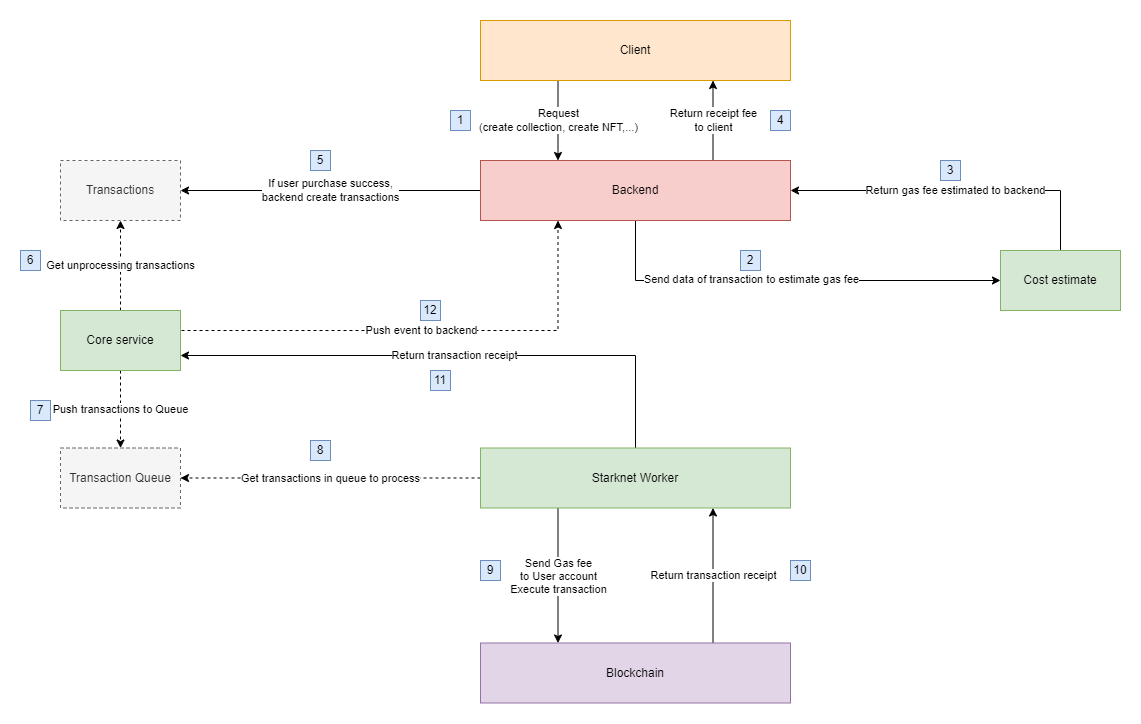 Client
1
Request
(create collection, create NFT,...)
Return receipt fee
to client
4
5
If user purchase success,
backend create transactions
Transactions
Backend
3
Return gas fee estimated to backend
6
Get unprocessing transactions
2
Send data of transaction to estimate gas fee
Cost estimate
12
Push event to backend
Core service
Return transaction receipt
11
7
Push transactions to Queue
8
Get transactions in queue to process
Transaction Queue
Starknet Worker
9
Send Gas fee
to User account
Execute transaction
Return transaction receipt
10
Blockchain